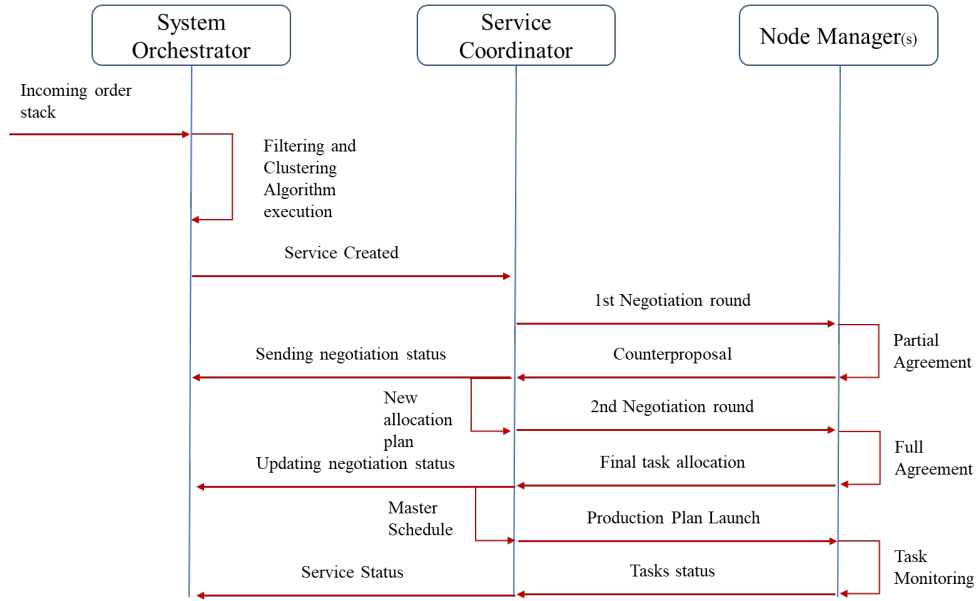 System
Orchestrator
Service
Coordinator
Node Manager(s)
Incoming order
stack
Filtering and
Clustering
Algorithm
execution
Service Created
1st Negotiation round
Partial
Agreement
Sending negotiation status
Counterproposal
New
allocation
plan
2nd Negotiation round
Full
Agreement
Updating negotiation status
Final task allocation
Master
Schedule
Production Plan Launch
Task
Monitoring
Service Status
Tasks status